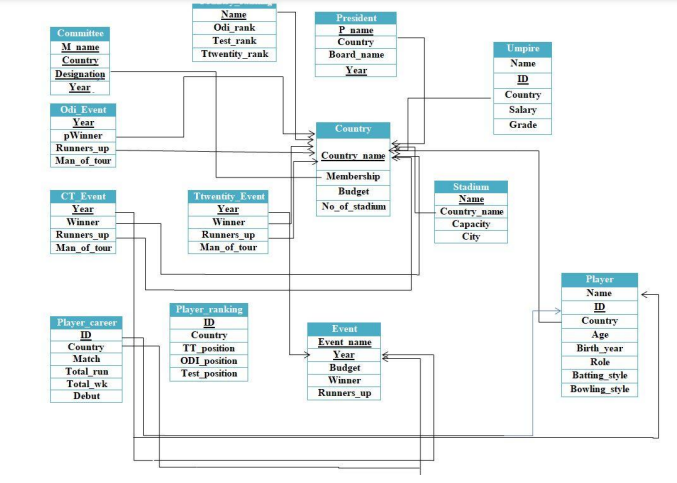 Name
Odi_rank
Test_rank
Ttwentity_rank
President
P_name
Country
Board_name
Year
Committee
M_name
Country
Designation
Year
Umpire
Name
ID
Country
Salary
Grade
Odi_Event
Year
pWinner
Runners_up
Man_of_tour
Country
Country_name
Membership
Budget
No_of_stadium
CT_Event
Year
Winner
Runners_up
Man_of_tour
Ttwentity_Event
Year
Winner
Runners_up
Man_of_tour
Stadium
Name
Country_name
Capacity
City
Player
Name
ID
Country
Age
Birth_year
Role
Batting_style
Bowling_style
Player_career
ID
Country
Match
Total_run
Total_wk
Debut
Player_ranking
ID
Country
TT_position
ODI_position
Test_position
Event
Event_name
Year
Budget
Winner
Runners_up